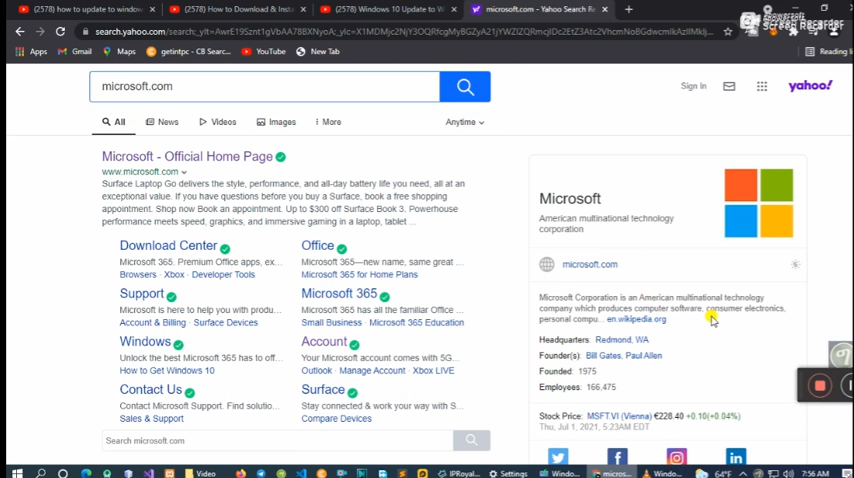 (2578) how to update to window
(2578) How to Download & Insta
(2578) Windows 10 Update to W
microsoft.com - Yahoo Search Re
search.yahoo.com
Apps
Gmail
Maps
getintpc - CB Searc...
YouTube
New Tab
Reading li
Screen Recorder
microsoft.com
Sign In
yahoo!
All
News
Videos
Images
More
Anytime
Microsoft - Official Home Page
www.microsoft.com
Surface Laptop Go delivers the style, performance, and all-day battery life you need, all at an
exceptional value. If you have questions before you buy a Surface, book a free shopping
appointment. Shop now Book an appointment. Up to $300 off Surface Book 3. Powerhouse
performance meets speed, graphics, and immersive gaming in a laptop, tablet ...
Download Center
Microsoft 365. Premium Office apps, ex...
Browsers · Xbox · Developer Tools
Office
Microsoft 365—new name, same great ...
Microsoft 365 for Home Plans
Support
Microsoft is here to help you with produ...
Account & Billing · Surface Devices
Microsoft 365
Microsoft 365 has all the familiar Office ...
Small Business · Microsoft 365 Education
Windows
Unlock the best Microsoft 365 has to off...
How to Get Windows 10
Account
Your Microsoft account comes with 5G...
Outlook · Manage Account · Xbox LIVE
Contact Us
Contact Microsoft Support. Find solutio...
Sales & Support
Surface
Stay connected & work your way with S...
Compare Devices
Search microsoft.com
Microsoft
American multinational technology
corporation
microsoft.com
Microsoft Corporation is an American multinational technology
company which produces computer software, consumer electronics,
personal compu... en.wikipedia.org
Headquarters: Redmond, WA
Founder(s): Bill Gates, Paul Allen
Founded: 1975
Employees: 166,475
Stock Price: MSFT.VI (Vienna) €228.40 +0.10(+0.04%)
Thu, Jul 1, 2021, 5:23AM EDT
Video
IPRoyal...
Settings
Windo...
micros...
Windo...
64°F
7:56 AM